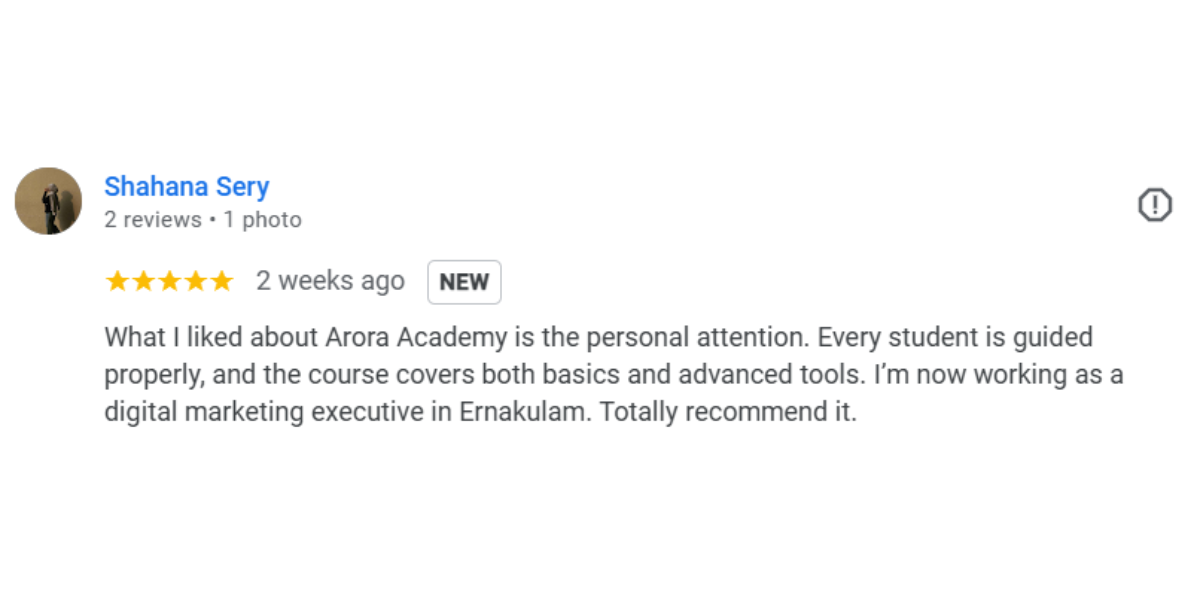 Shahana Sery
2 reviews • 1 photo
2 weeks ago NEW
What I liked about Arora Academy is the personal attention. Every student is guided
properly, and the course covers both basics and advanced tools. I’m now working as a
digital marketing executive in Ernakulam. Totally recommend it.